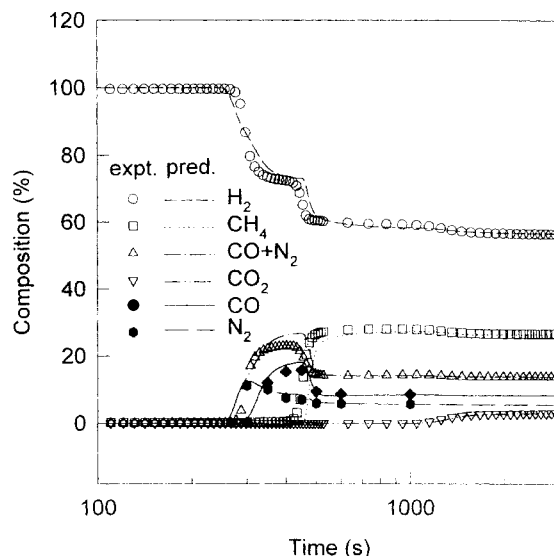 120
100
80
60
40
20
0
Composition (%)
expt. pred.
H2
CH4
CO+N2
CO2
CO
N2
100
1000
Time (s)